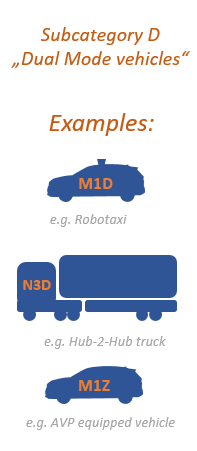 Subcategory D
„Dual Mode vehicles“
Examples:
M1D
e.g. Robotaxi
N3D
e.g. Hub-2-Hub truck
M1Z
e.g. AVP equipped vehicle